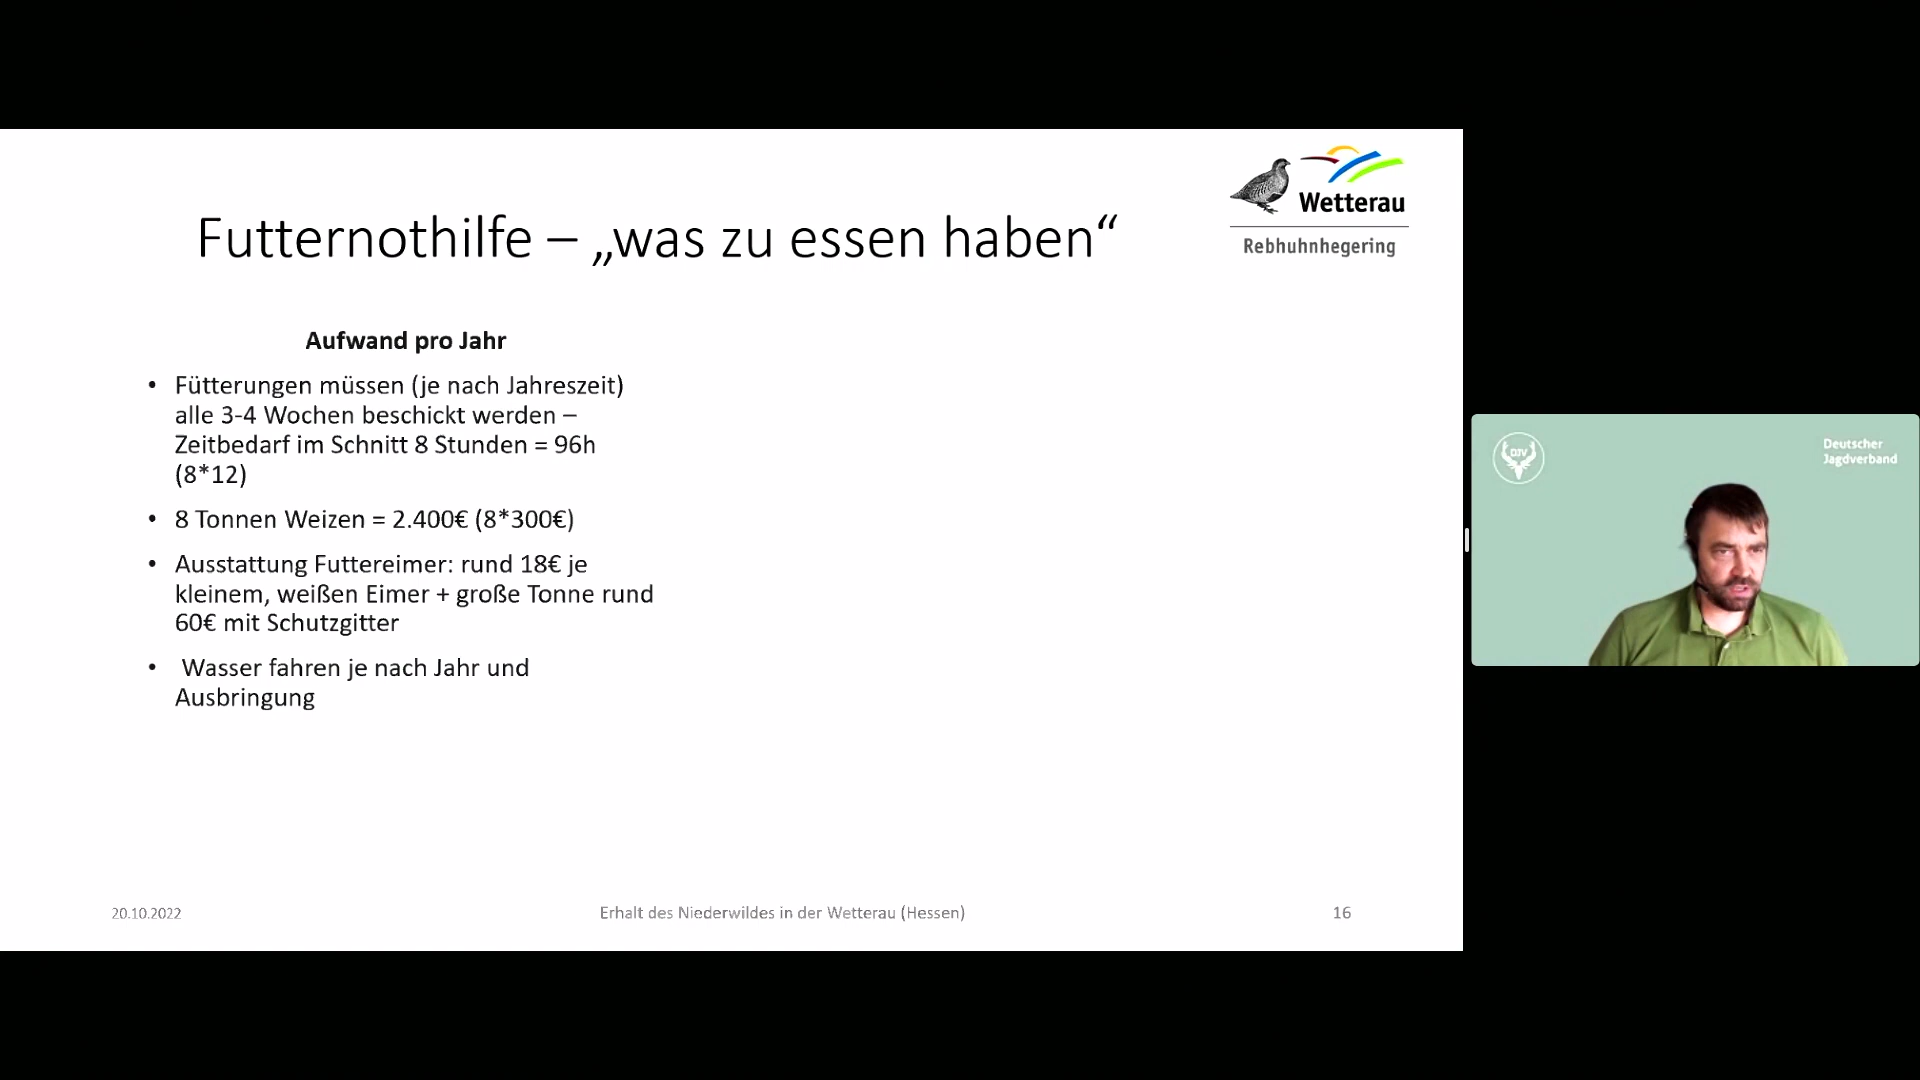 Wetterau
Rebhuhnhegering
Futternothilfe – „was zu essen haben“
Aufwand pro Jahr
• Fütterungen müssen (je nach Jahreszeit)
alle 3-4 Wochen beschickt werden –
Zeitbedarf im Schnitt 8 Stunden = 96h
(8*12)
• 8 Tonnen Weizen = 2.400€ (8*300€)
• Ausstattung Futtereimer: rund 18€ je
kleinem, weißen Eimer + große Tonne rund
60€ mit Schutzgitter
• Wasser fahren je nach Jahr und
Ausbringung
20.10.2022
Erhalt des Niederwildes in der Wetterau (Hessen)
16
DJV
Deutscher
Jagdverband